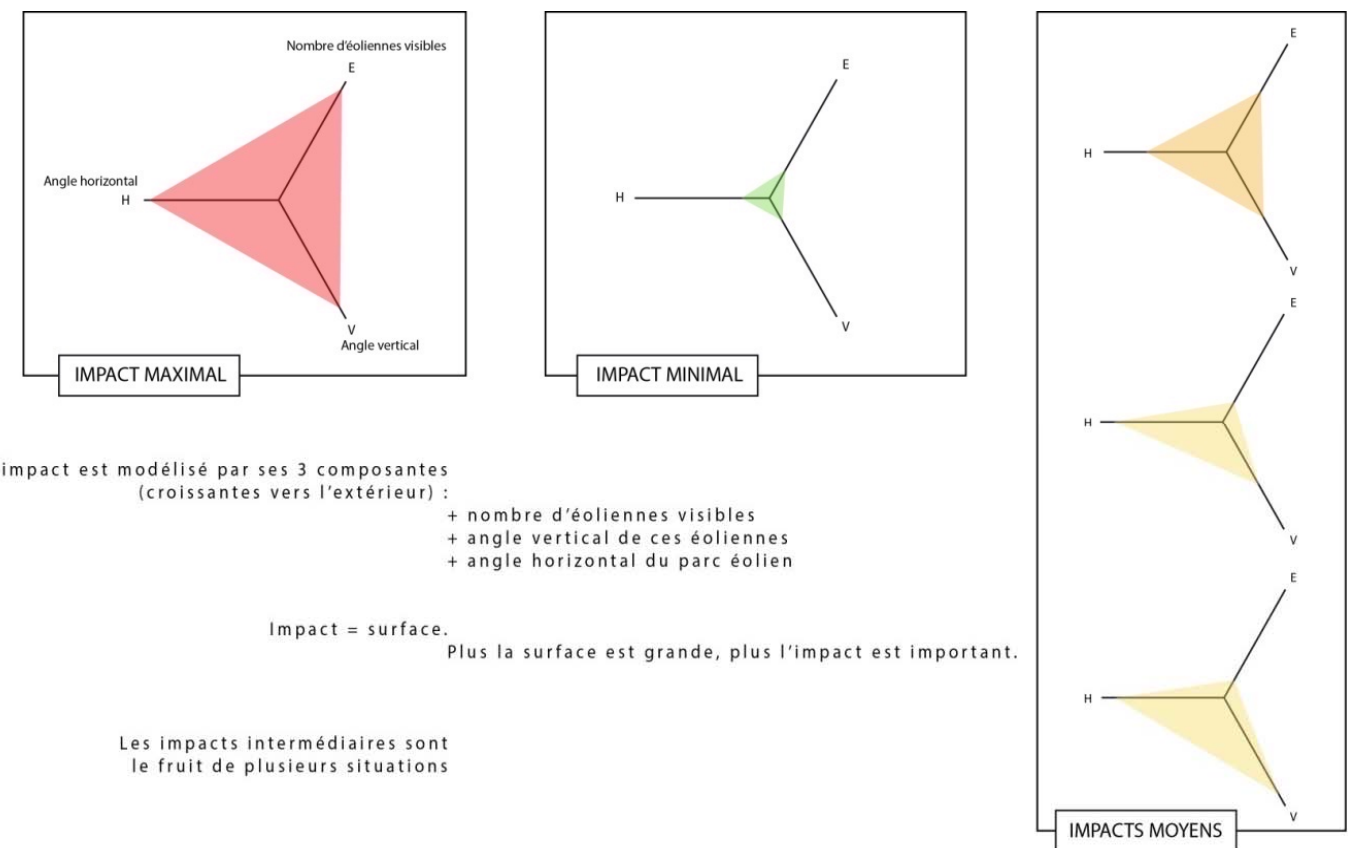 Nombre d'éoliennes visibles
E
Angle horizontal
H
V
Angle vertical
IMPACT MAXIMAL
E
H
V
IMPACT MINIMAL
E
H
V
E
H
V
E
H
V
IMPACTS MOYENS
impact est modélisé par ses 3 composantes
(croissantes vers l'extérieur) :
+ nombre d'éoliennes visibles
+ angle vertical de ces éoliennes
+ angle horizontal du parc éolien
Impact = surface.
Plus la surface est grande, plus l'impact est important.
Les impacts intermédiaires sont
le fruit de plusieurs situations